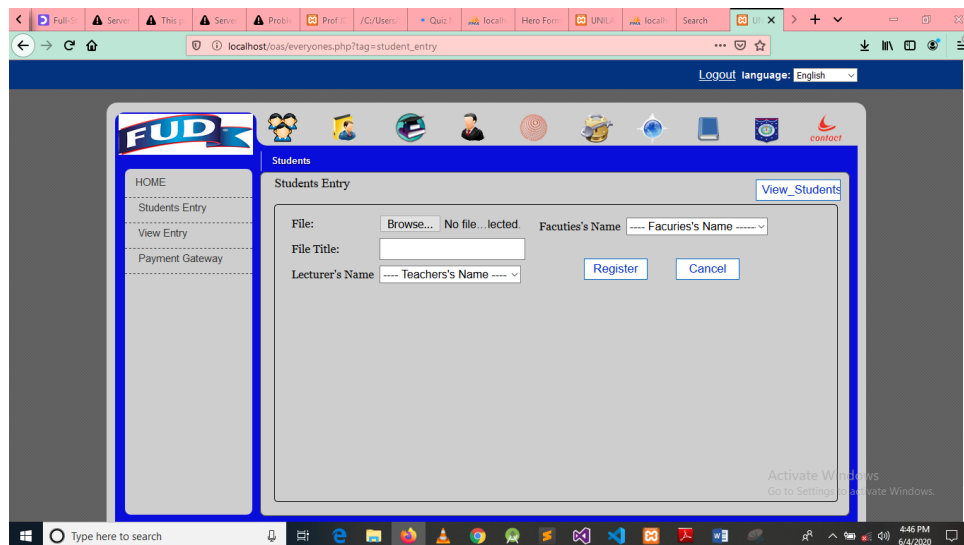 Full-St
Server
This p
Server
Proble
Prof E
/C:/Users/
Quiz N
localh
Hero Form
UNILA
localh
Search
UN
localhost/oas/everyones.php?tag=student_entry
Logout language: English
FUD
contact
Students
HOME
Students Entry
View Entry
Payment Gateway
Students Entry
View_Students
File: Browse... No file...lected. Facuties's Name ---- Facuries's Name -----
File Title:
Lecturer's Name ---- Teachers's Name ----
Register Cancel
Activate Windows
Go to Settings to activate Windows.
Type here to search
4:46 PM
6/4/2020